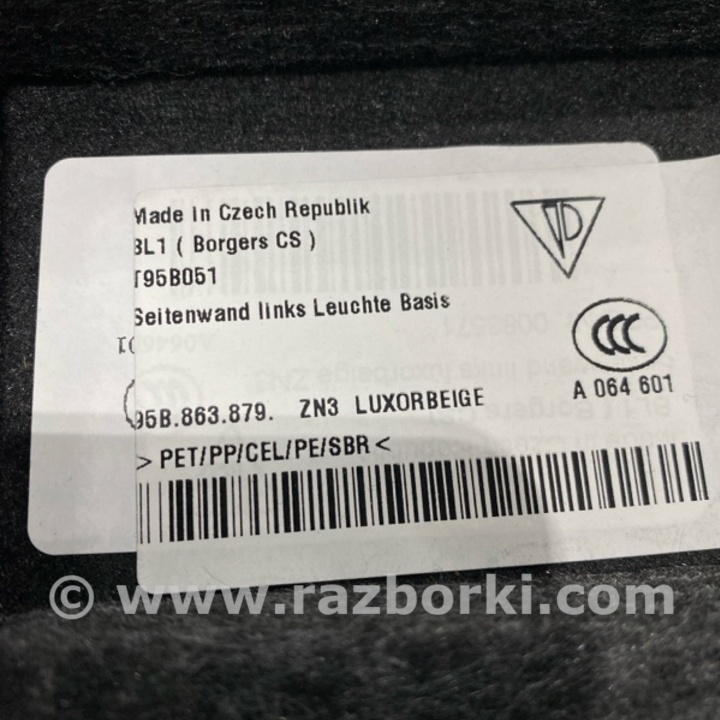 Made in Czech Republik
BL1 ( Borgers CS )
T95B051
Seitenwand links Leuchte Basis
CCC
95B.863.879. ZN3 LUXORBEIGE
A 064 601
> PET/PP/CEL/PE/SBR <
© www.razborki.com